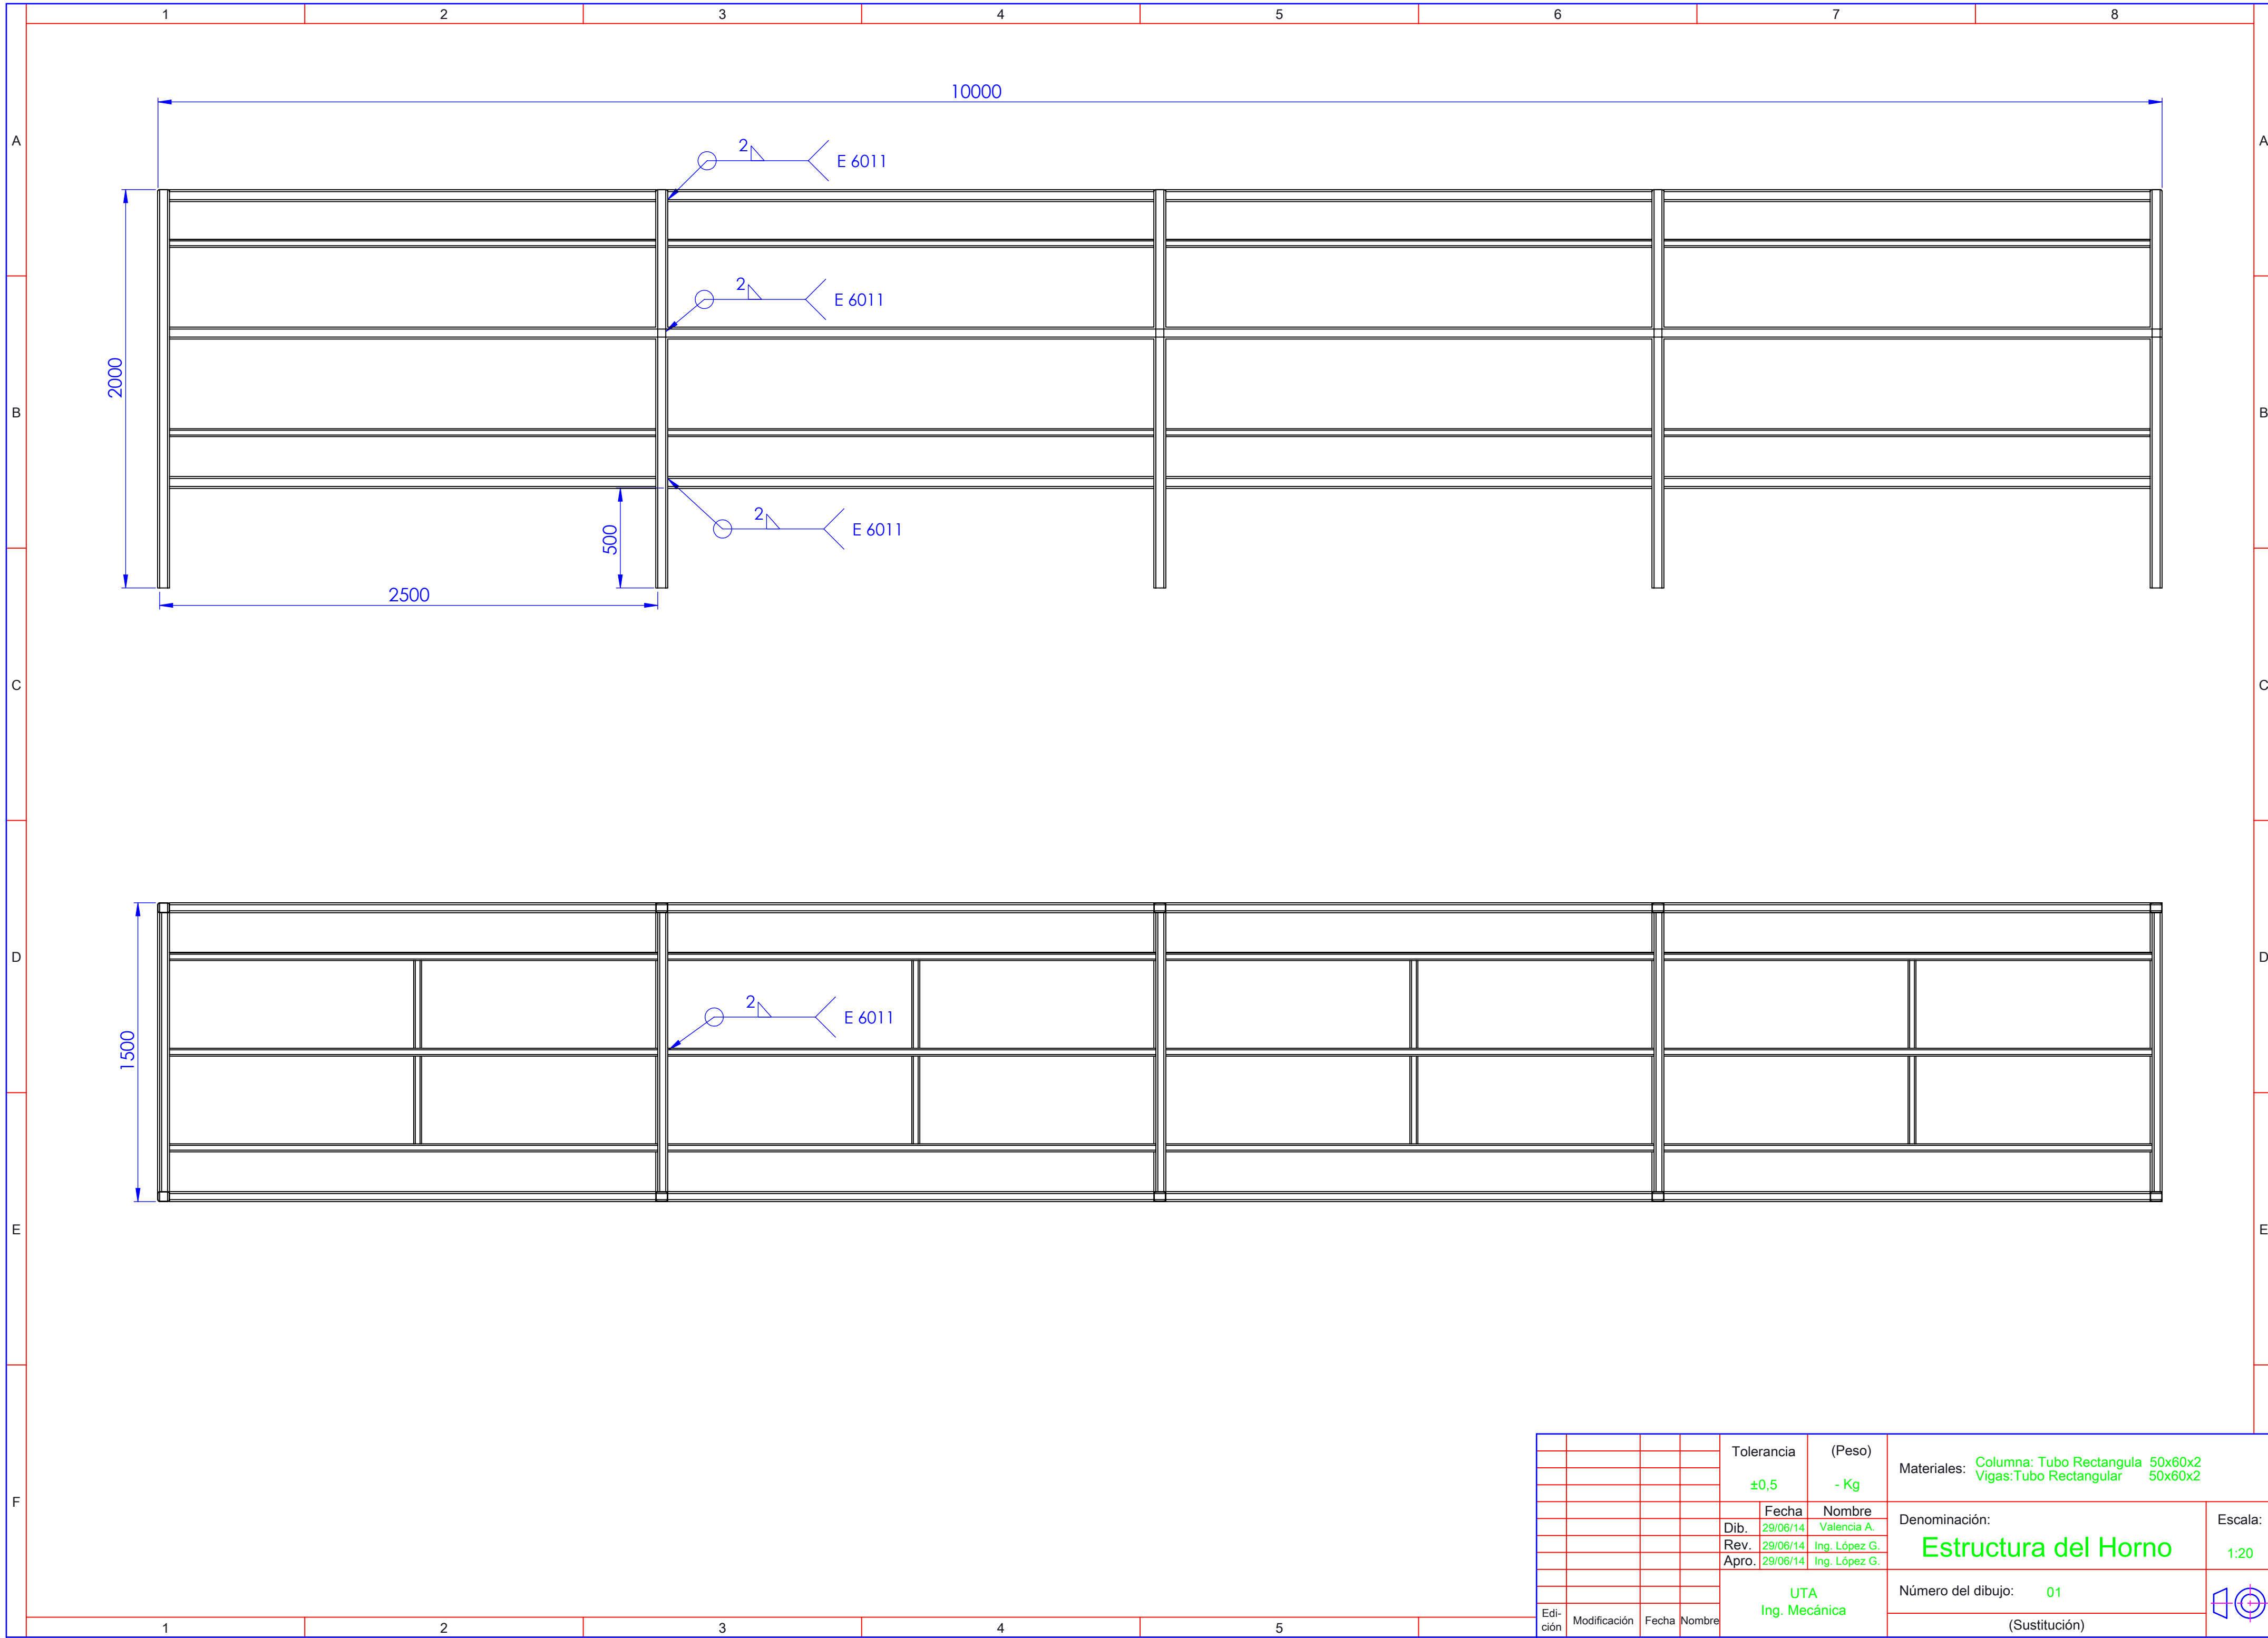 1 2 3 4 5 6 7 8
10000
A A
2 E 6011
2 E 6011
2000
B B
2 E 6011
500
2500
C C
D D
2 E 6011
1500
E E
F
Tolerancia (Peso)
±0,5 - Kg
Materiales: Columna: Tubo Rectangula 50x60x2
Vigas:Tubo Rectangular 50x60x2
Fecha Nombre
Dib. 29/06/14 Valencia A.
Rev. 29/06/14 Ing. López G.
Apro. 29/06/14 Ing. López G.
Denominación:
Estructura del Horno
Escala:
1:20
UTA
Ing. Mecánica
Número del dibujo: 01
(Sustitución)
Edi-
ción Modificación Fecha Nombre
1 2 3 4 5